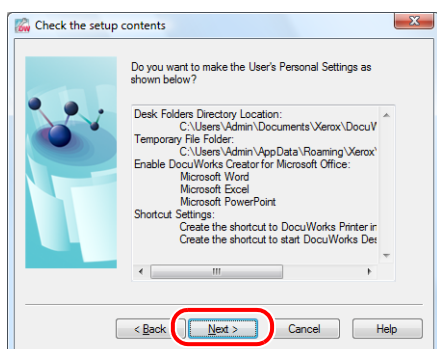 Check the setup contents
Do you want to make the User's Personal Settings as
shown below?
Desk Folders Directory Location:
C:\Users\Admin\Documents\Xerox\DocuW
Temporary File Folder:
C:\Users\Admin\AppData\Roaming\Xerox\
Enable DocuWorks Creator for Microsoft Office:
Microsoft Word
Microsoft Excel
Microsoft PowerPoint
Shortcut Settings:
Create the shortcut to DocuWorks Printer in
Create the shortcut to start DocuWorks Des
< Back Next > Cancel Help